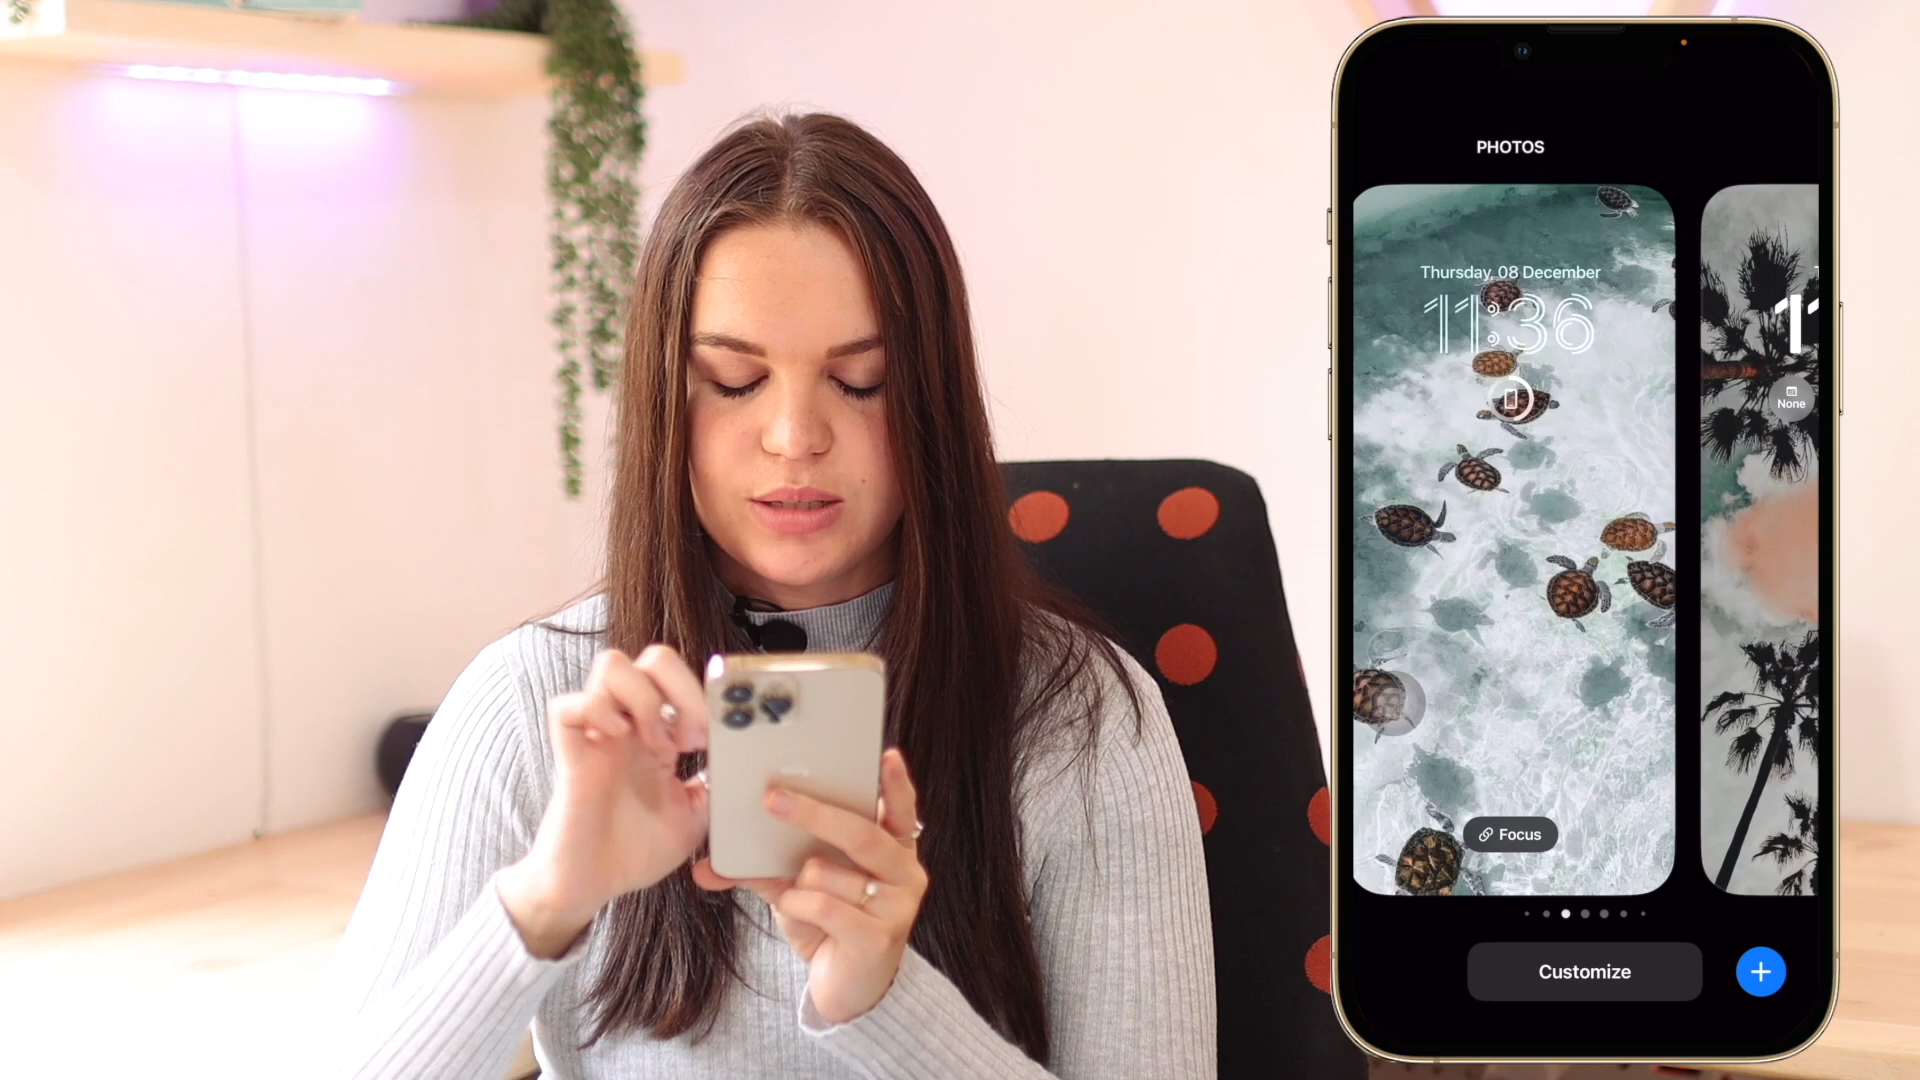 PHOTOS
Thursday, 08 December
11:36
None
Focus
Customize